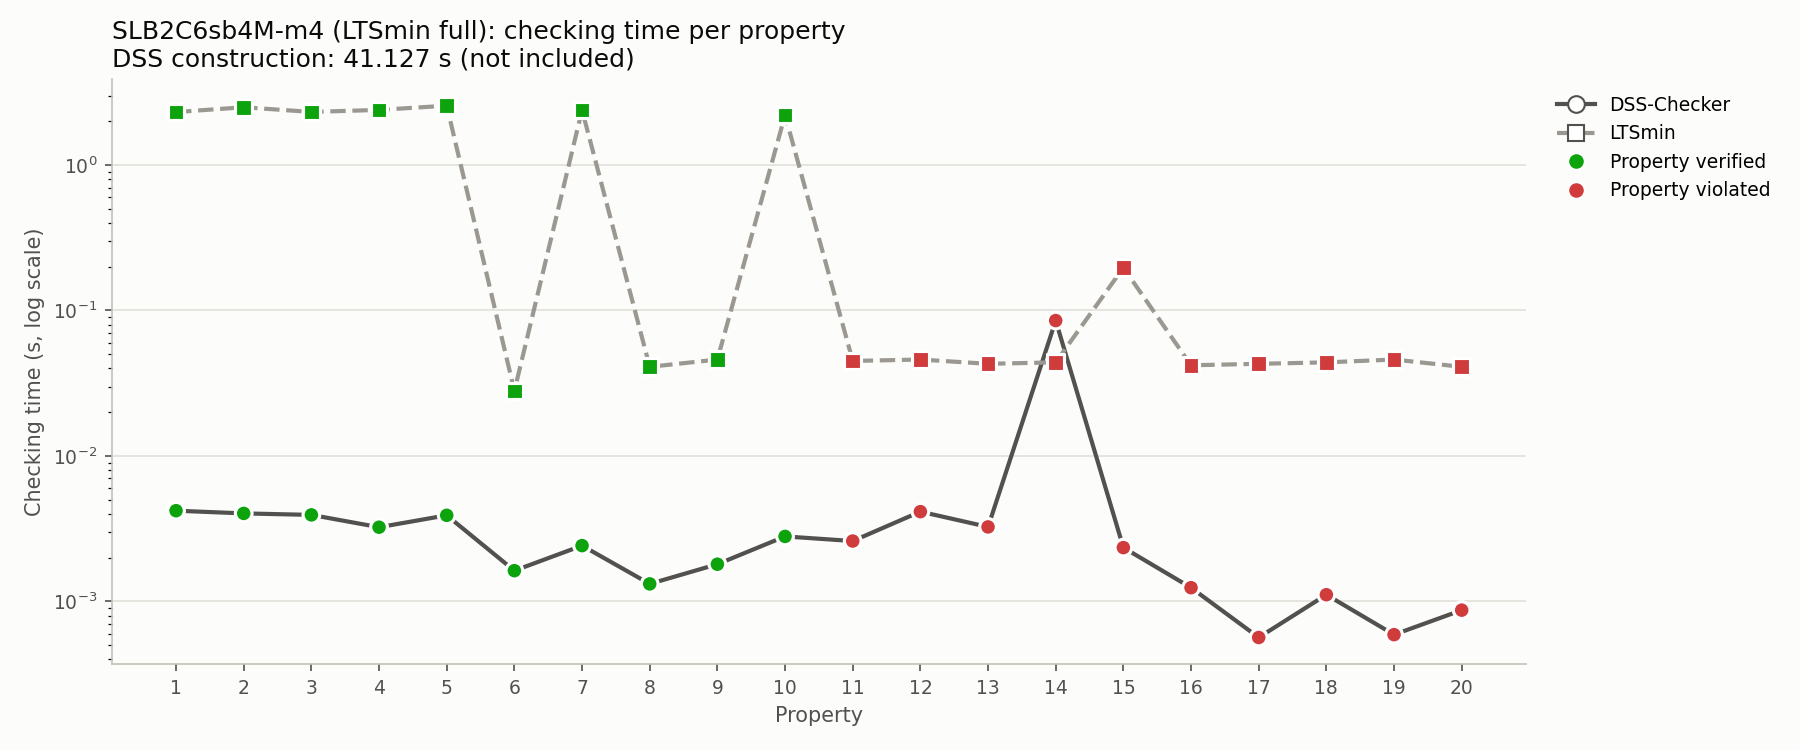 SLB2C6sb4M-m4 (LTSmin full): checking time per property
DSS construction: 41.127 s (not included)
DSS-Checker
LTSmin
Property verified
Property violated
Checking time (s, log scale)
10⁰
10⁻¹
10⁻²
10⁻³
1 2 3 4 5 6 7 8 9 10 11 12 13 14 15 16 17 18 19 20
Property